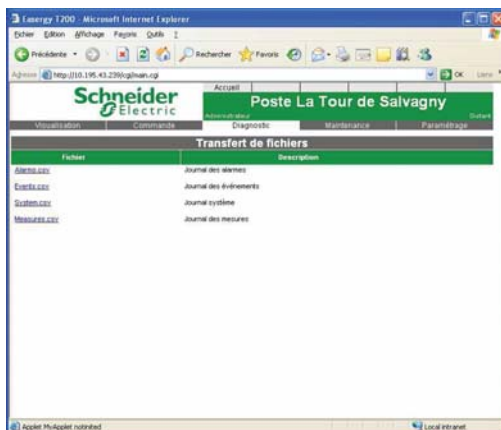 Easergy T200 - Microsoft Internet Explorer
Fichier Edition Affichage Favoris Outils ?
Précédente Rechercher Favoris
Adresse http://10.195.43.239/cgi/main.cgi OK Liens
Schneider Electric
Accueil
Poste La Tour de Salvagny
Administrateur Distant
Visualisation Commande Diagnostic Maintenance Paramétrage
Transfert de fichiers
Fichier Description
Alarms.csv Journal des alarmes
Events.csv Journal des événements
System.csv Journal système
Measures.csv Journal des mesures
Applet MyApplet notinited Local intranet